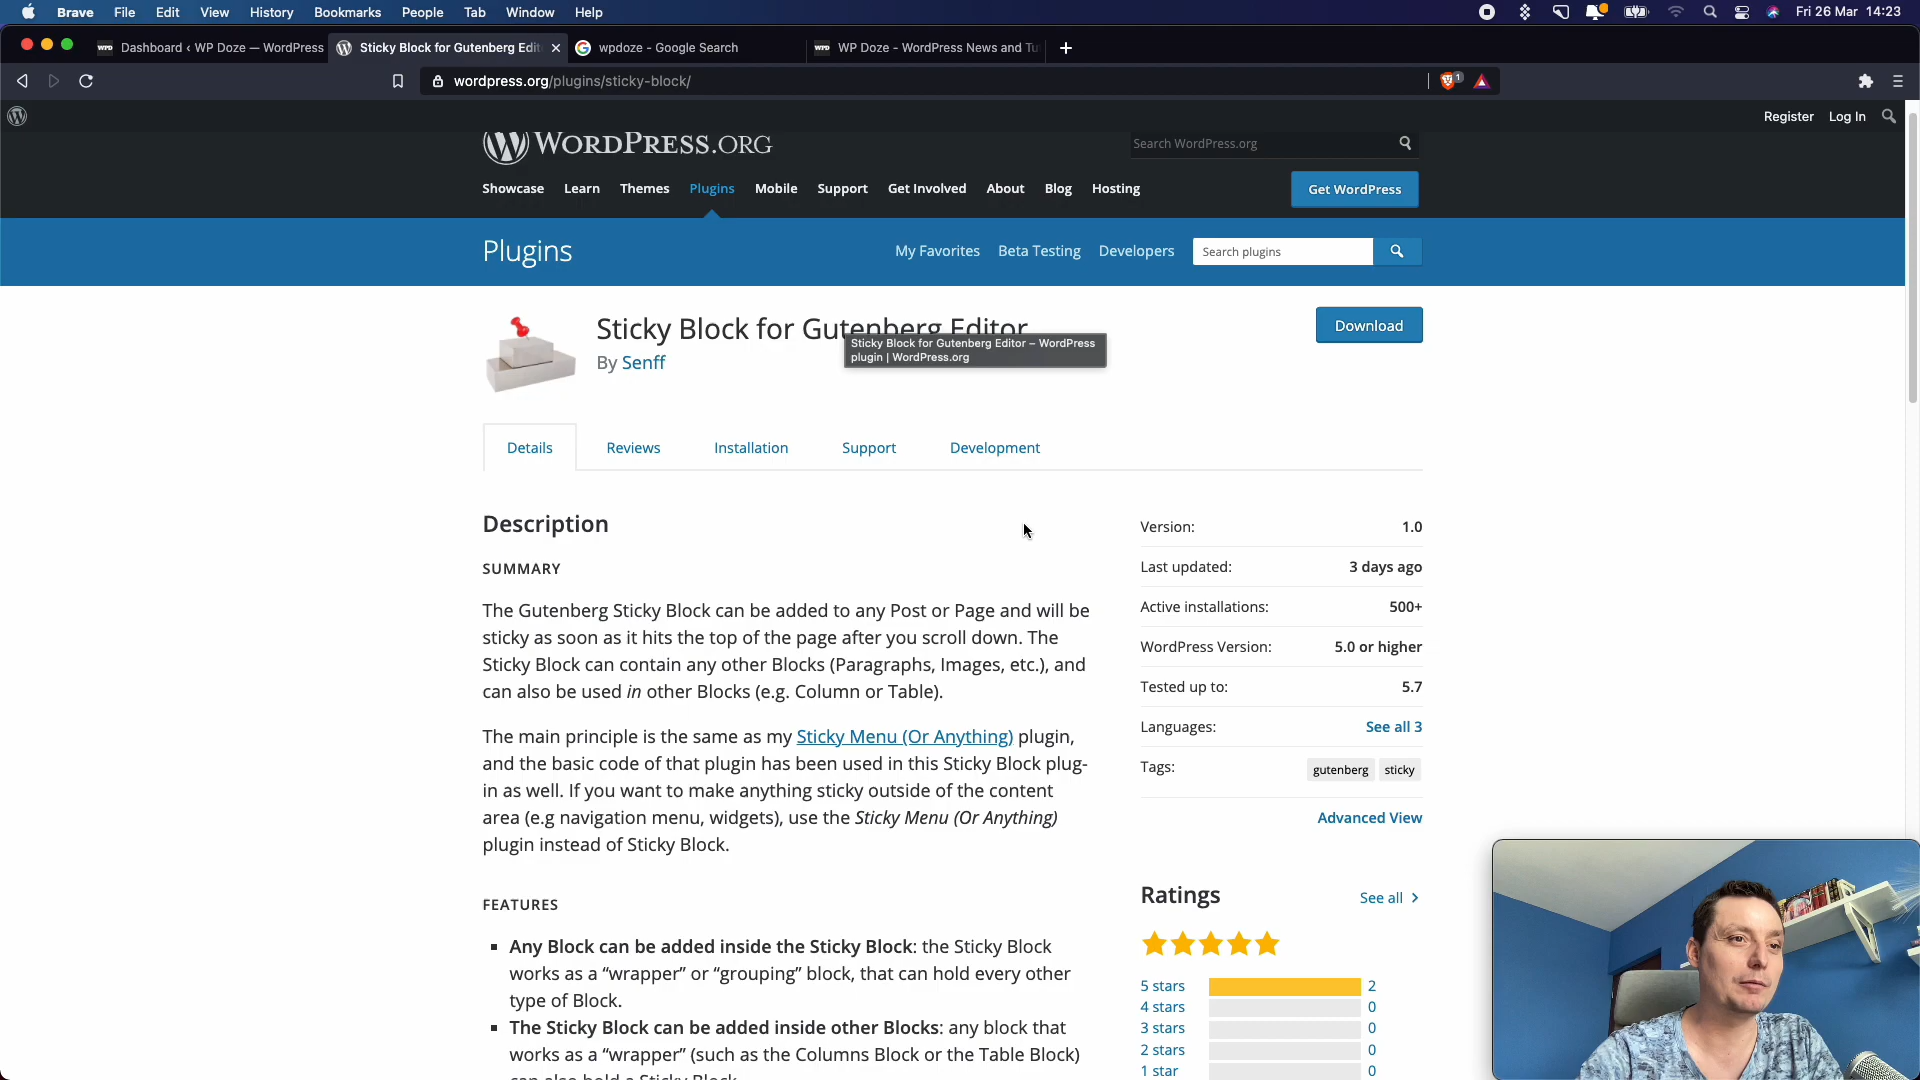 Brave File Edit View History Bookmarks People Tab Window Help Fri 26 Mar 14:23
WPD Dashboard ‹ WP Doze — WordPress Sticky Block for Gutenberg Edit wpdoze - Google Search WPD WP Doze - WordPress News and Tu
wordpress.org/plugins/sticky-block/ 1
Register Log In
WORDPRESS.ORG Search WordPress.org
Showcase Learn Themes Plugins Mobile Support Get Involved About Blog Hosting Get WordPress
Plugins My Favorites Beta Testing Developers Search plugins
Sticky Block for Gutenberg Editor Download
Sticky Block for Gutenberg Editor – WordPress
plugin | WordPress.org
By Senff
Details Reviews Installation Support Development
Description
SUMMARY
The Gutenberg Sticky Block can be added to any Post or Page and will be
sticky as soon as it hits the top of the page after you scroll down. The
Sticky Block can contain any other Blocks (Paragraphs, Images, etc.), and
can also be used in other Blocks (e.g. Column or Table).
The main principle is the same as my Sticky Menu (Or Anything) plugin,
and the basic code of that plugin has been used in this Sticky Block plug-
in as well. If you want to make anything sticky outside of the content
area (e.g navigation menu, widgets), use the Sticky Menu (Or Anything)
plugin instead of Sticky Block.
FEATURES
Any Block can be added inside the Sticky Block: the Sticky Block
works as a “wrapper” or “grouping” block, that can hold every other
type of Block.
The Sticky Block can be added inside other Blocks: any block that
works as a “wrapper” (such as the Columns Block or the Table Block)
can also hold a Sticky Block.
Version: 1.0
Last updated: 3 days ago
Active installations: 500+
WordPress Version: 5.0 or higher
Tested up to: 5.7
Languages: See all 3
Tags: gutenberg sticky
Advanced View
Ratings See all
5 stars 2
4 stars 0
3 stars 0
2 stars 0
1 star 0